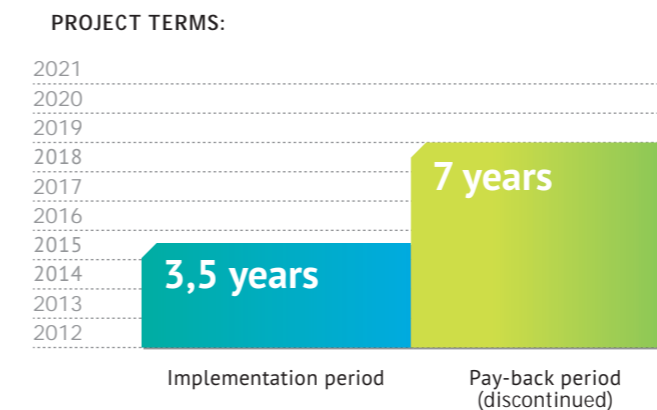 PROJECT TERMS:
2021
2020
2019
2018
2017
2016
2015
2014
2013
2012
7 years
3,5 years
Implementation period
Pay-back period
(discontinued)